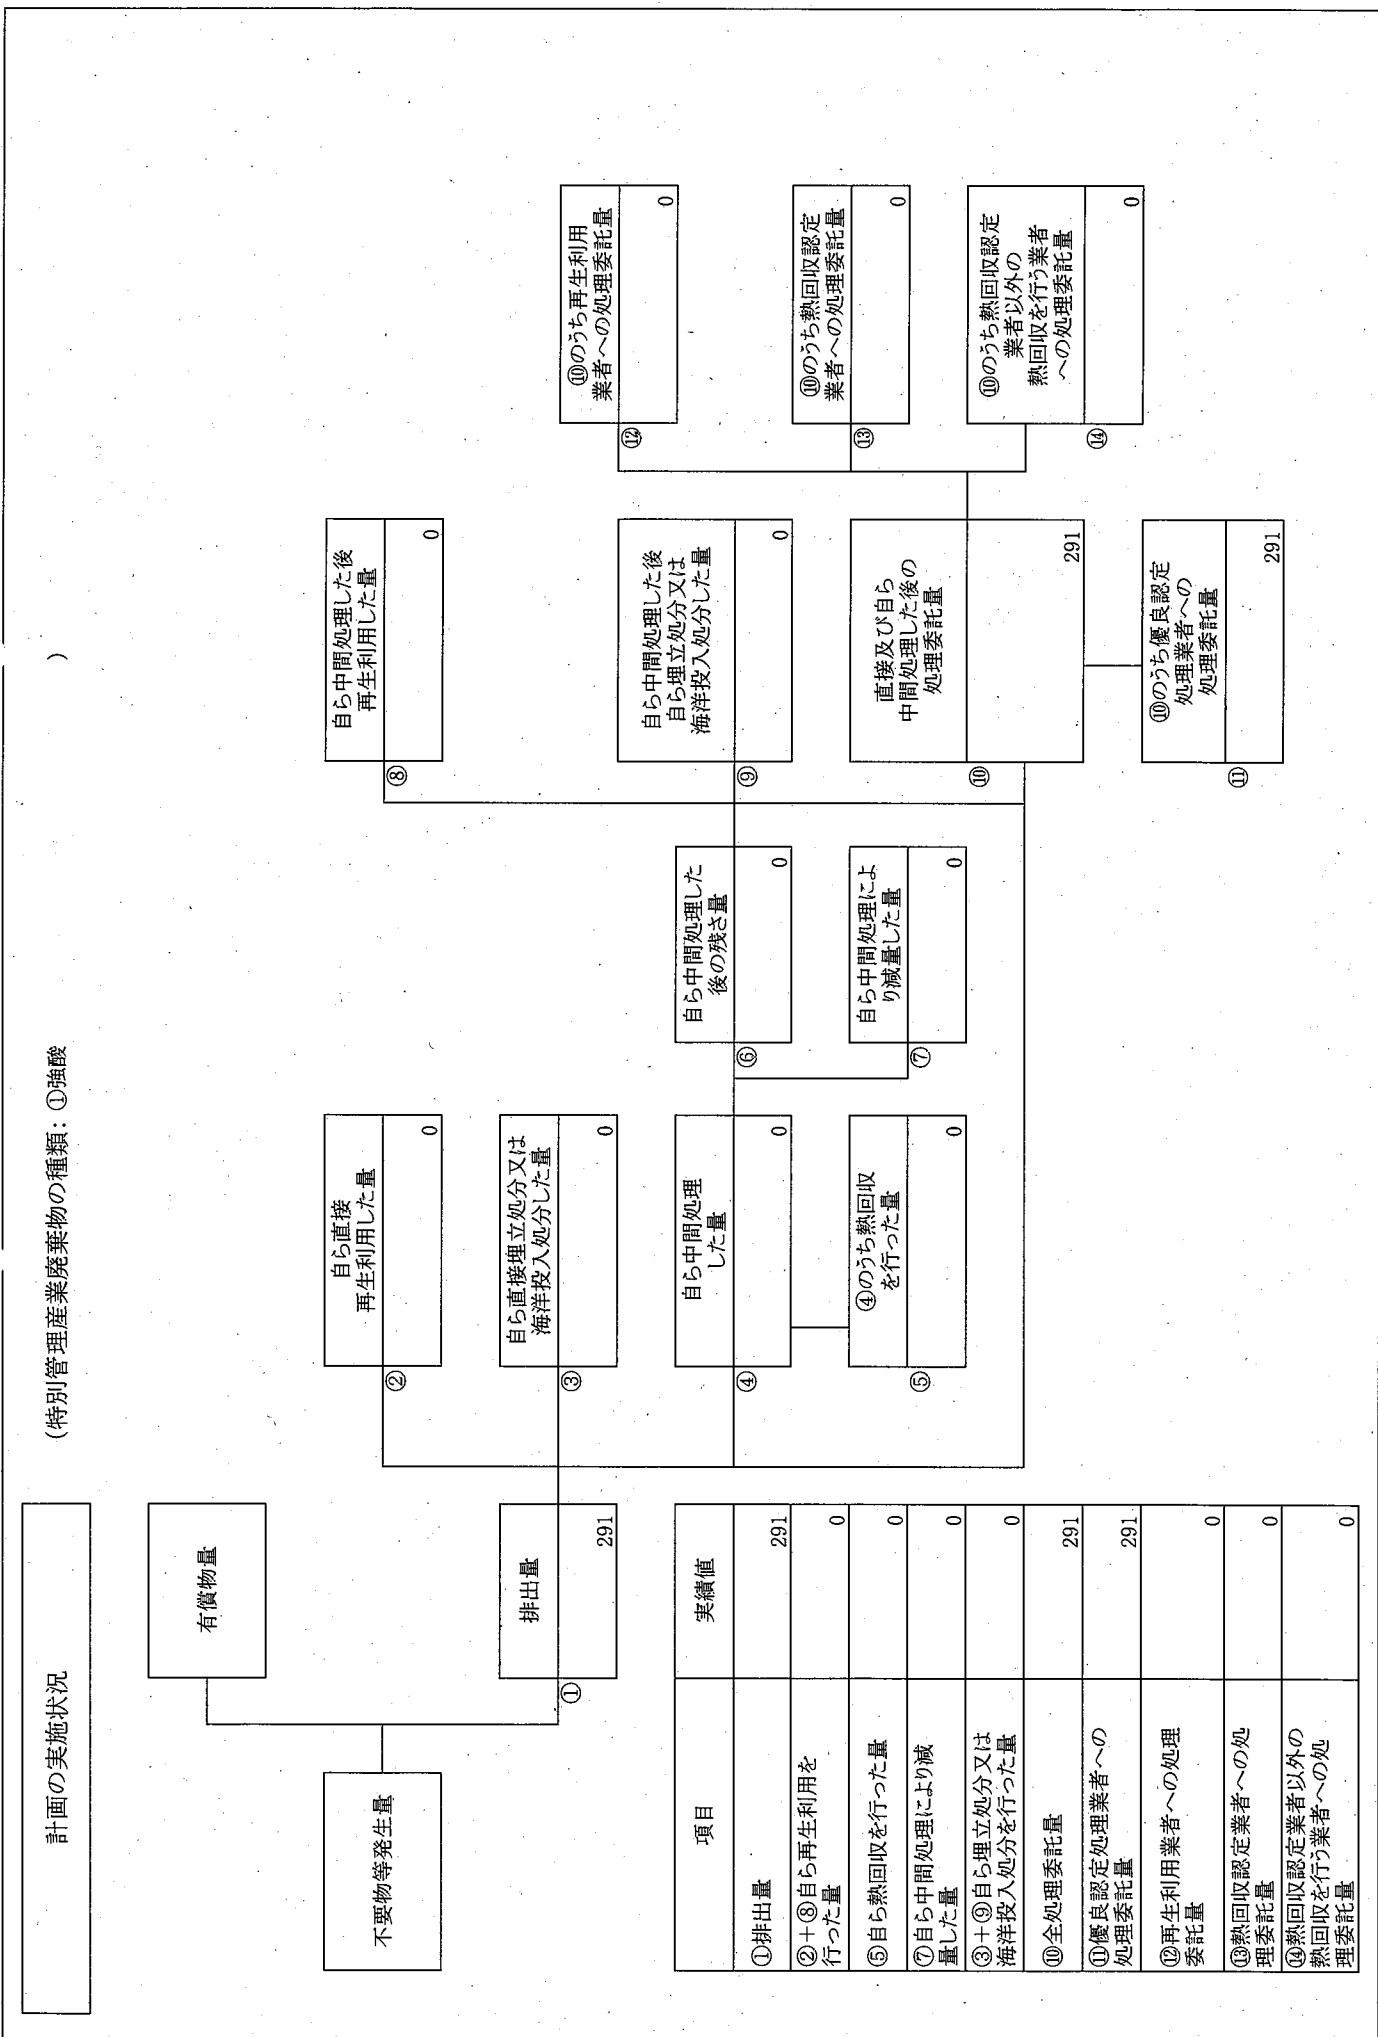 計画の実施状況
(特別管理産業廃棄物の種類：①強酸
)
不要物等発生量
有償物量
①
排出量
291
②
自ら直接
再生利用した量
0
③
自ら直接埋立処分又は
海洋投入処分した量
0
④
自ら中間処理
した量
0
⑤
④のうち熱回収
を行った量
0
⑥
自ら中間処理した
後の残さ量
0
⑦
自ら中間処理によ
り減量した量
0
⑧
自ら中間処理した後
再生利用した量
0
⑨
自ら中間処理した後
自ら埋立処分又は
海洋投入処分した量
0
⑩
直接及び自ら
中間処理した後の
処理委託量
291
⑪
⑩のうち優良認定
処理業者への
処理委託量
291
⑫
⑩のうち再生利用
業者への処理委託量
0
⑬
⑩のうち熱回収認定
業者への処理委託量
0
⑭
⑩のうち熱回収認定
業者以外の
熱回収を行う業者
への処理委託量
0
項目 実績値
①排出量 291
②+⑧自ら再生利用を
行った量 0
⑤自ら熱回収を行った量 0
⑦自ら中間処理により減
量した量 0
③+⑨自ら埋立処分又は
海洋投入処分を行った量 0
⑩全処理委託量 291
⑪優良認定処理業者への
処理委託量 291
⑫再生利用業者への処理
委託量 0
⑬熱回収認定業者への処
理委託量 0
⑭熱回収認定業者以外の
熱回収を行う業者への処
理委託量 0